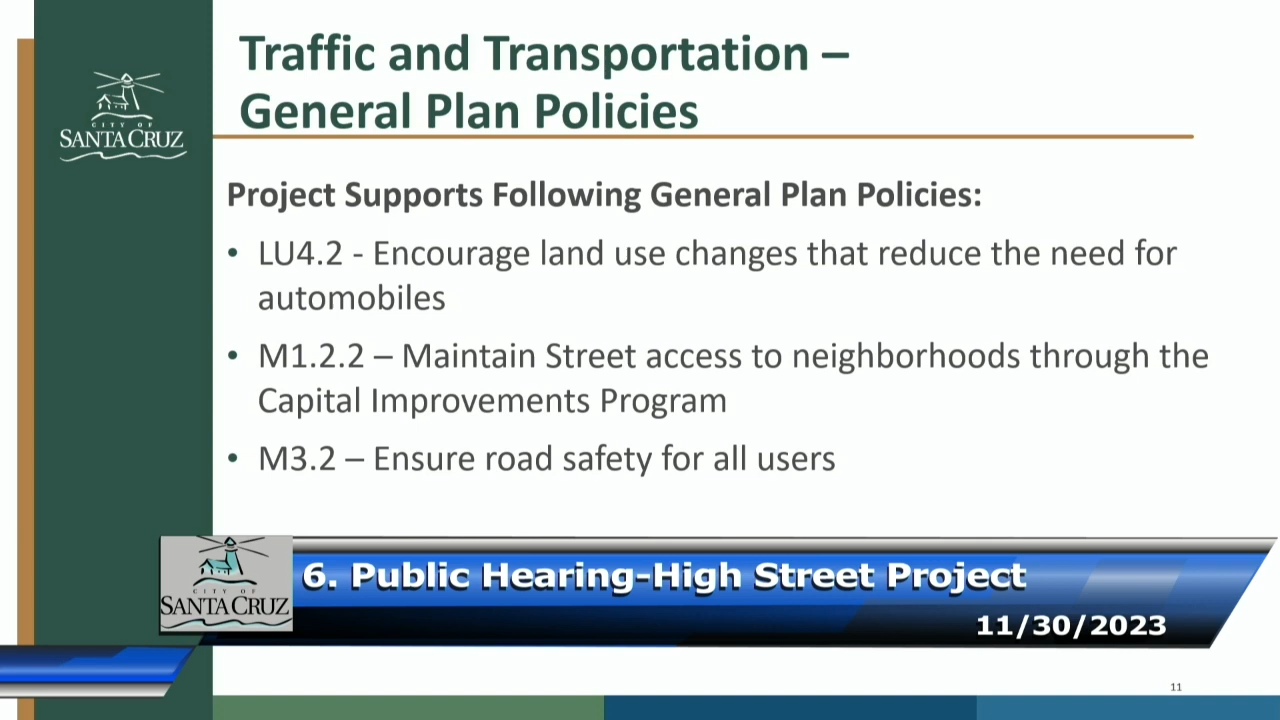 Traffic and Transportation –
General Plan Policies
CITY OF
SANTA CRUZ
Project Supports Following General Plan Policies:
• LU4.2 - Encourage land use changes that reduce the need for
automobiles
• M1.2.2 – Maintain Street access to neighborhoods through the
Capital Improvements Program
• M3.2 – Ensure road safety for all users
CITY OF
SANTA CRUZ
6. Public Hearing-High Street Project
11/30/2023
11